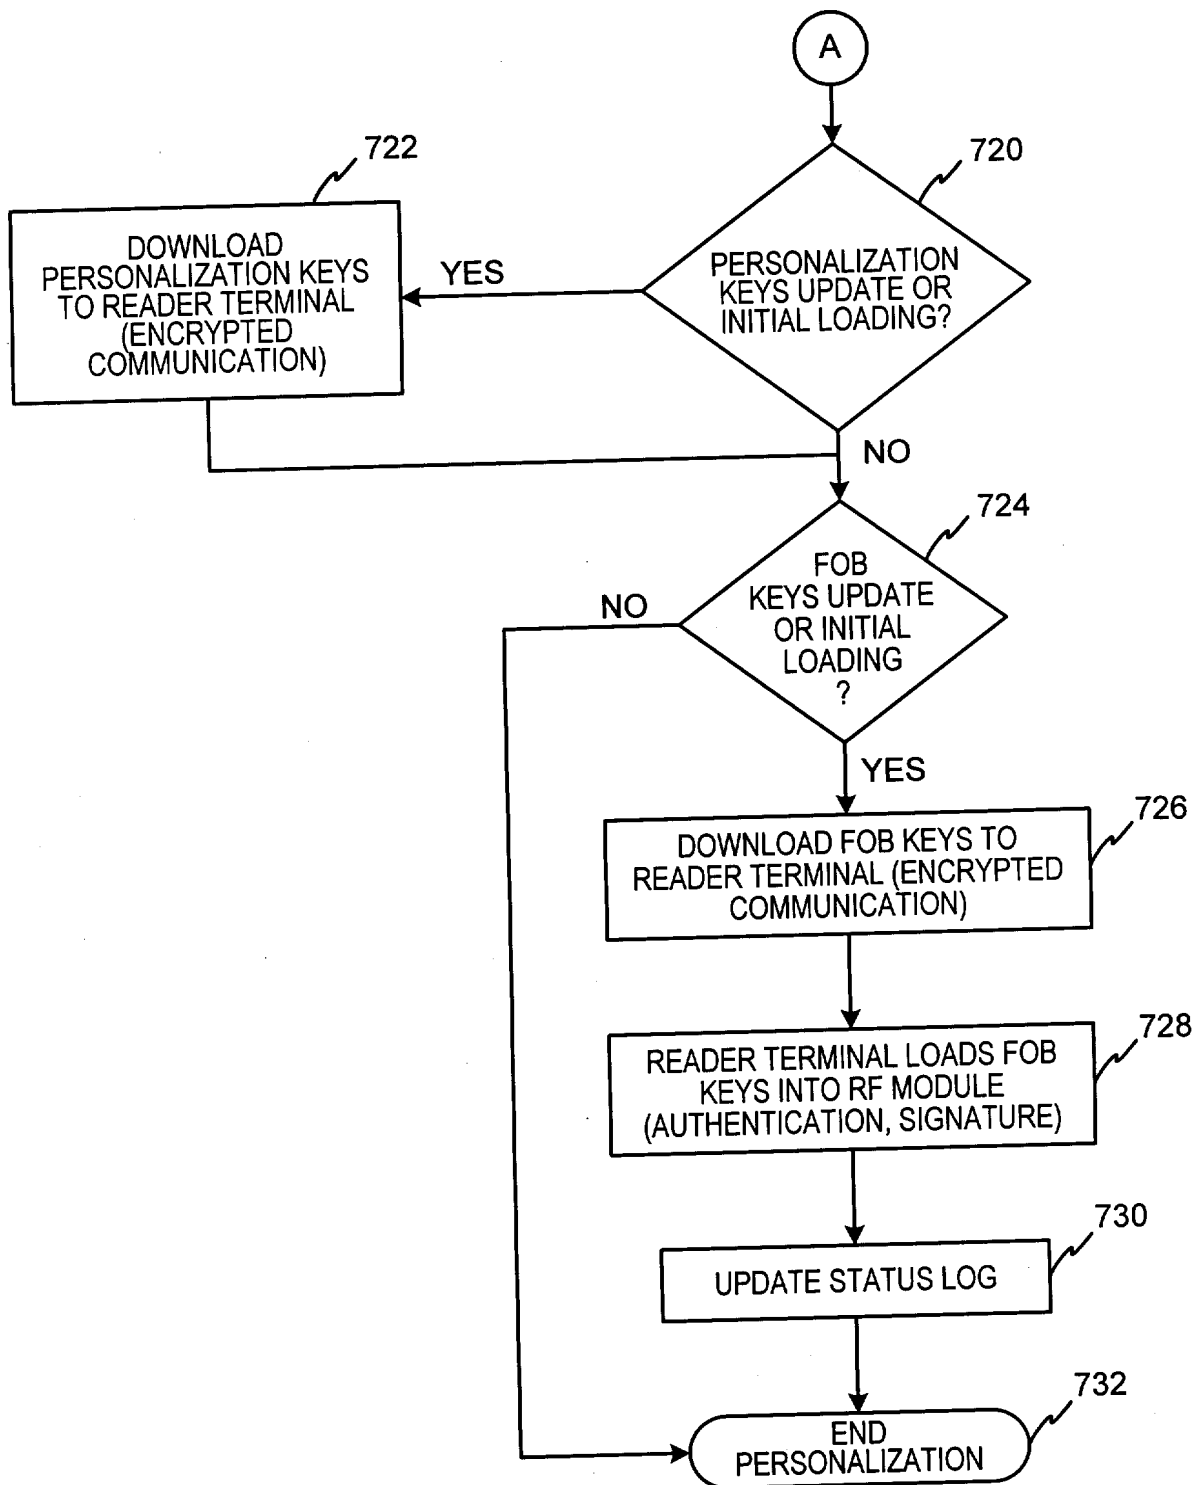 A
720
PERSONALIZATION
KEYS UPDATE OR
INITIAL LOADING?
YES
722
DOWNLOAD
PERSONALIZATION KEYS
TO READER TERMINAL
(ENCRYPTED
COMMUNICATION)
NO
724
FOB
KEYS UPDATE
OR INITIAL
LOADING
?
NO
YES
726
DOWNLOAD FOB KEYS TO
READER TERMINAL (ENCRYPTED
COMMUNICATION)
728
READER TERMINAL LOADS FOB
KEYS INTO RF MODULE
(AUTHENTICATION, SIGNATURE)
730
UPDATE STATUS LOG
732
END
PERSONALIZATION